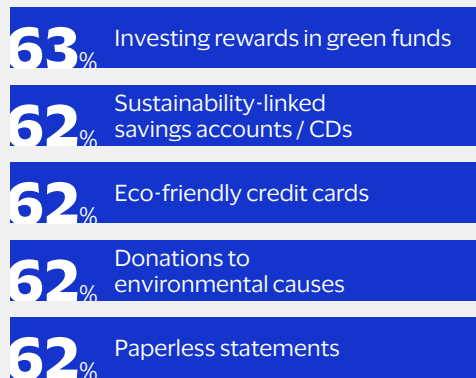 63% Investing rewards in green funds
62% Sustainability-linked
savings accounts / CDs
62% Eco-friendly credit cards
62% Donations to
environmental causes
62% Paperless statements